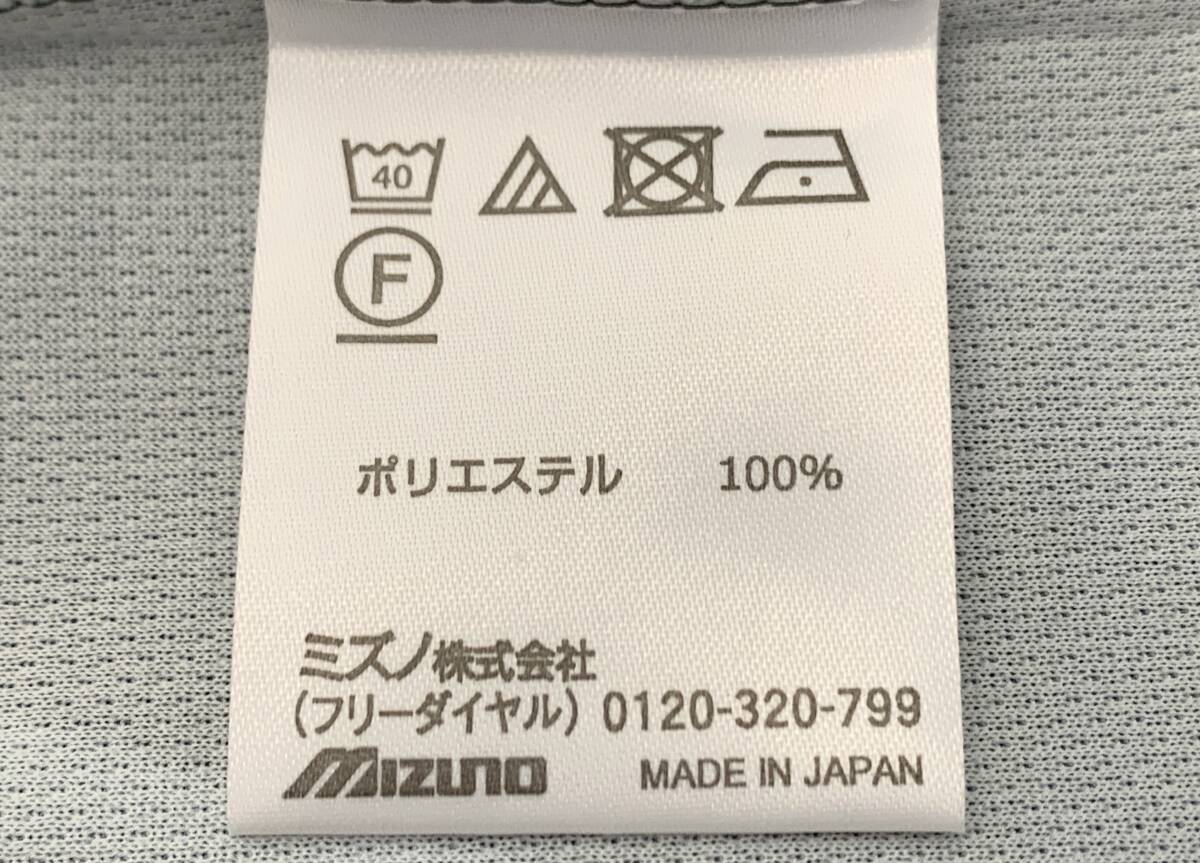 40
F
ポリエステル 100%
ミズノ株式会社
(フリーダイヤル) 0120-320-799
MIZUNO MADE IN JAPAN